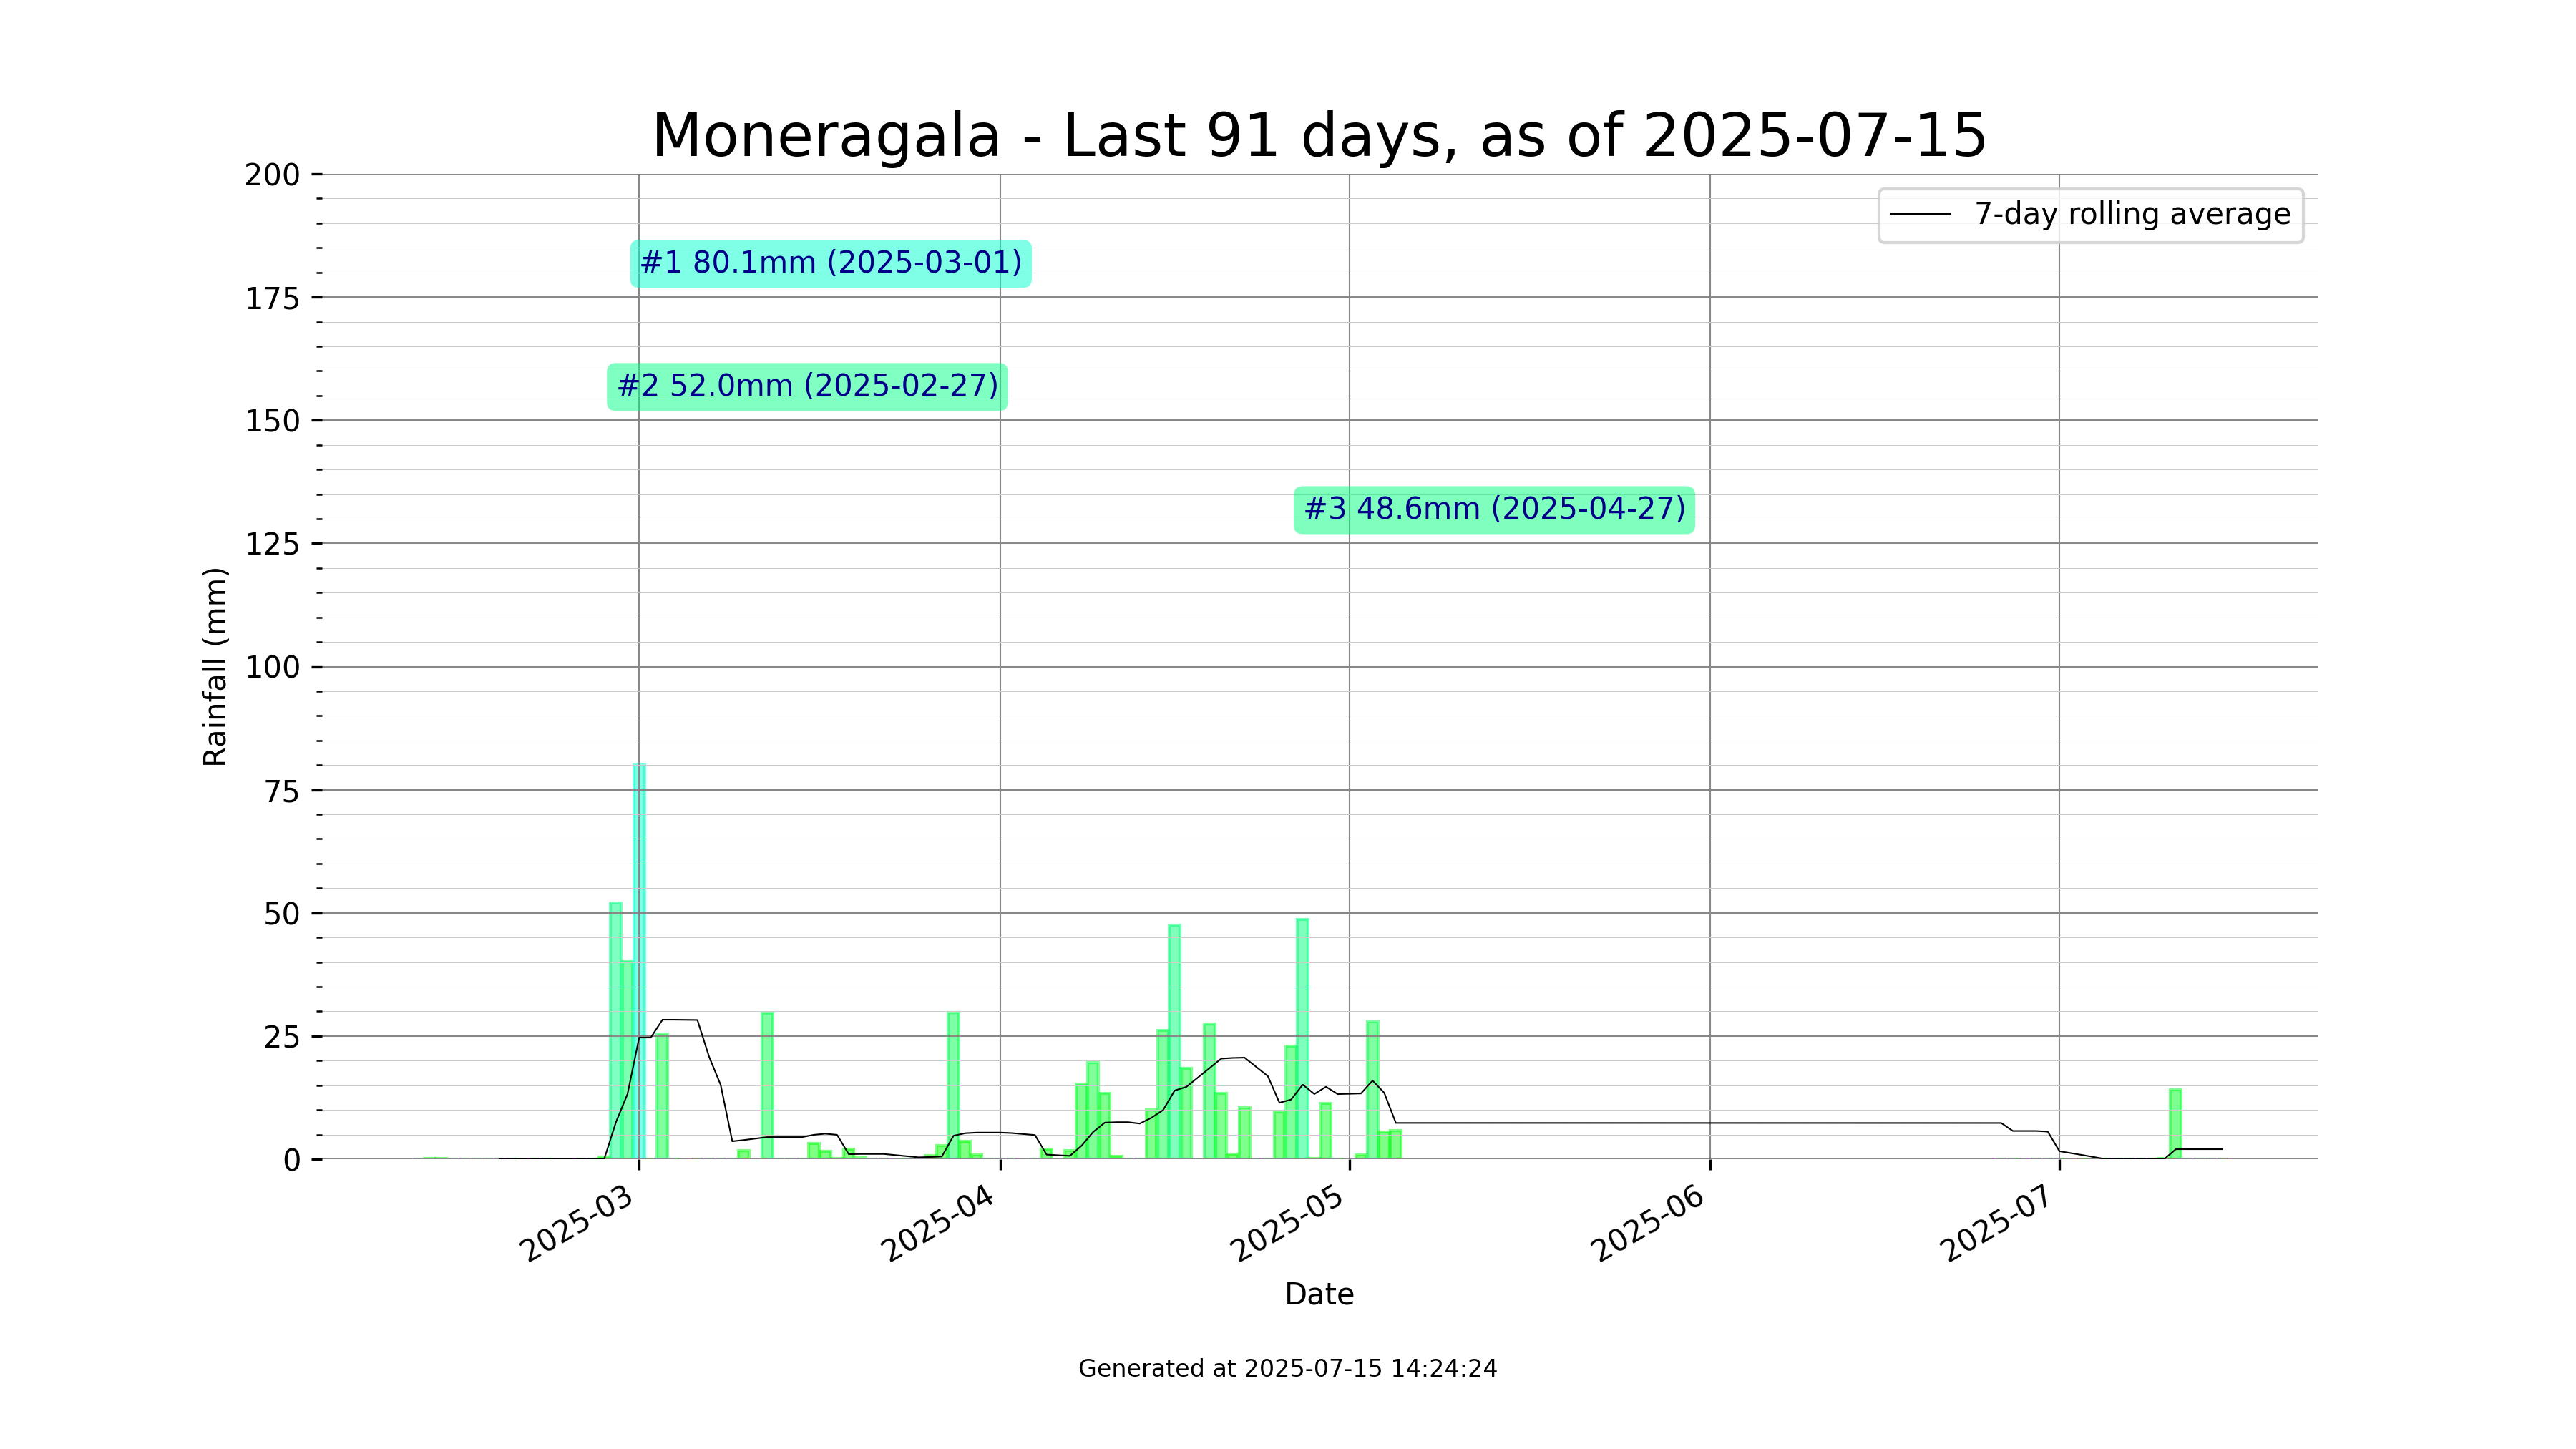 Moneragala - Last 91 days, as of 2025-07-15
7-day rolling average
#1 80.1mm (2025-03-01)
#2 52.0mm (2025-02-27)
#3 48.6mm (2025-04-27)
Rainfall (mm)
200
175
150
125
100
75
50
25
0
2025-03
2025-04
2025-05
2025-06
2025-07
Date
Generated at 2025-07-15 14:24:24